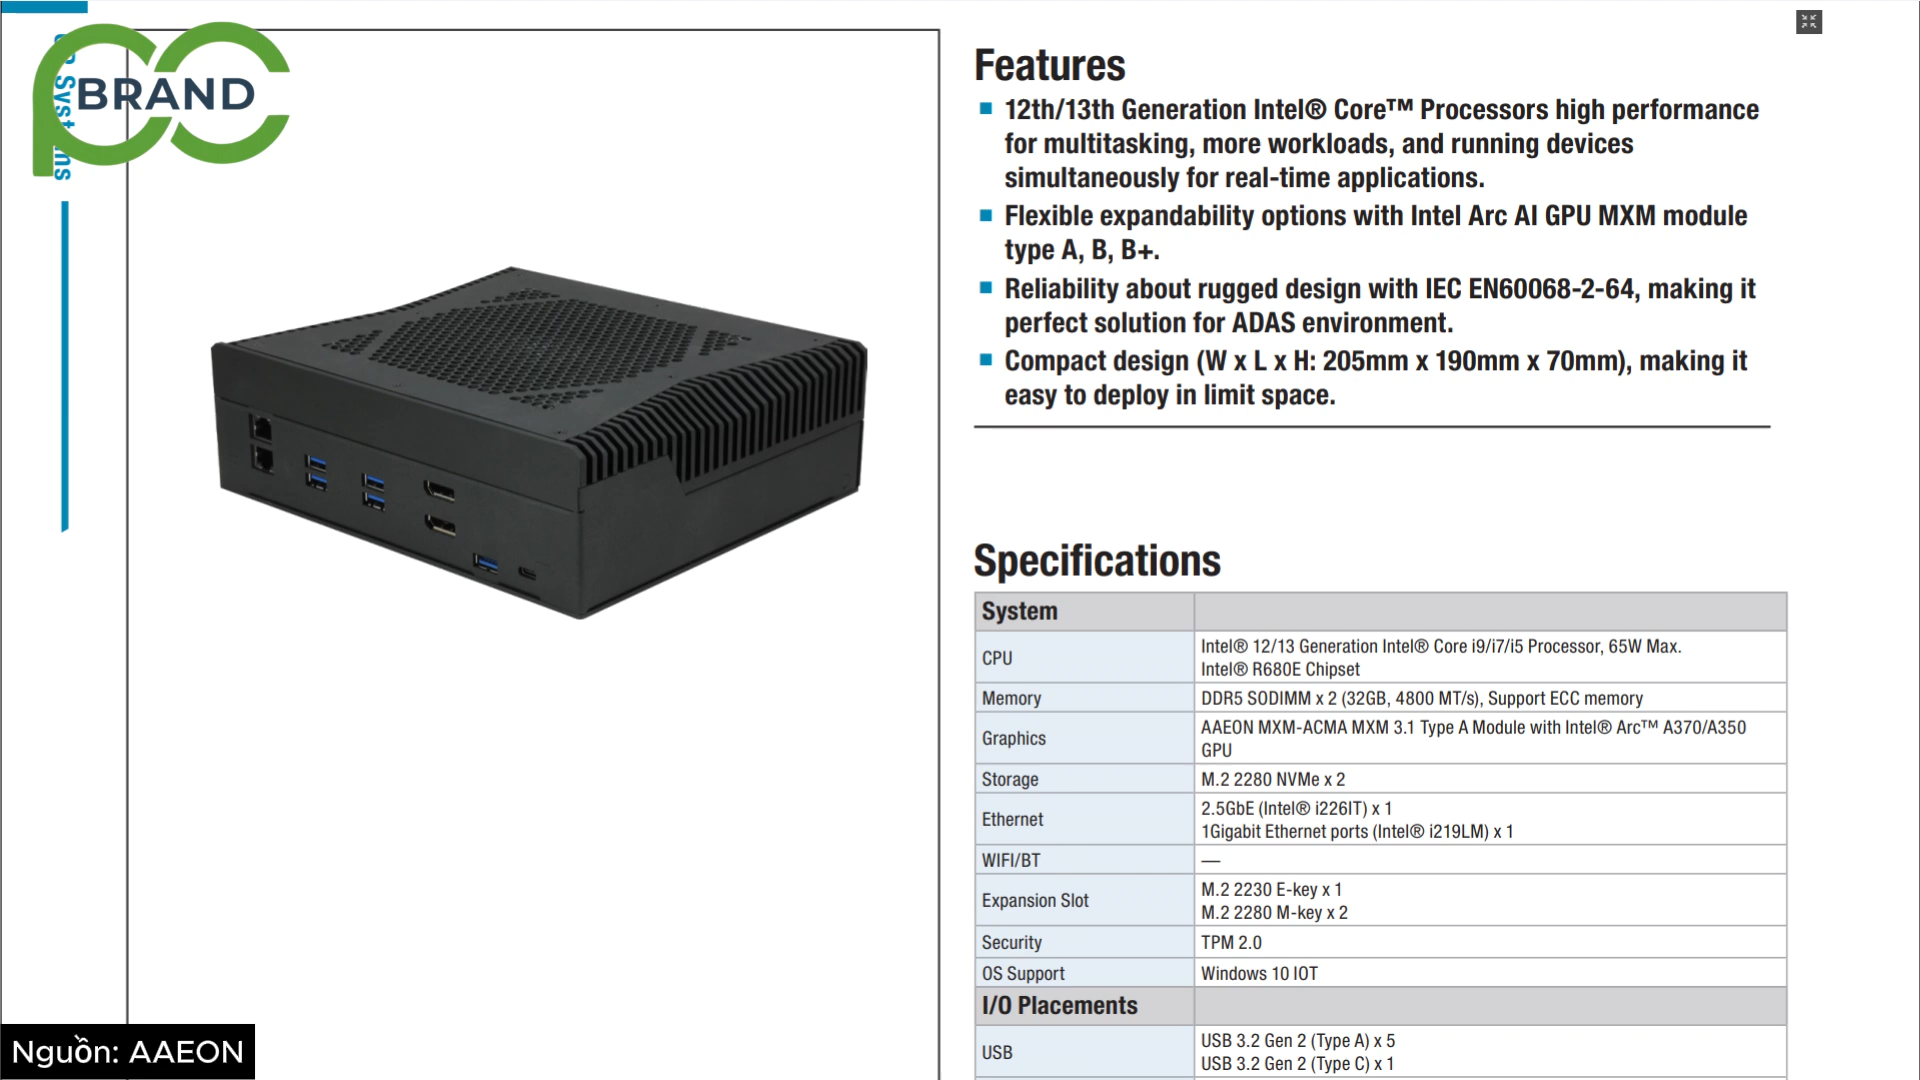 BRAND
Features
12th/13th Generation Intel® Core™ Processors high performance
for multitasking, more workloads, and running devices
simultaneously for real-time applications.
Flexible expandability options with Intel Arc AI GPU MXM module
type A, B, B+.
Reliability about rugged design with IEC EN60068-2-64, making it
perfect solution for ADAS environment.
Compact design (W x L x H: 205mm x 190mm x 70mm), making it
easy to deploy in limit space.
Specifications
System
CPU
Intel® 12/13 Generation Intel® Core i9/i7/i5 Processor, 65W Max.
Intel® R680E Chipset
Memory
DDR5 SODIMM x 2 (32GB, 4800 MT/s), Support ECC memory
Graphics
AAEON MXM-ACMA MXM 3.1 Type A Module with Intel® Arc™ A370/A350
GPU
Storage
M.2 2280 NVMe x 2
Ethernet
2.5GbE (Intel® i226IT) x 1
1Gigabit Ethernet ports (Intel® i219LM) x 1
WIFI/BT
—
Expansion Slot
M.2 2230 E-key x 1
M.2 2280 M-key x 2
Security
TPM 2.0
OS Support
Windows 10 IOT
I/O Placements
USB
USB 3.2 Gen 2 (Type A) x 5
USB 3.2 Gen 2 (Type C) x 1
Nguồn: AAEON